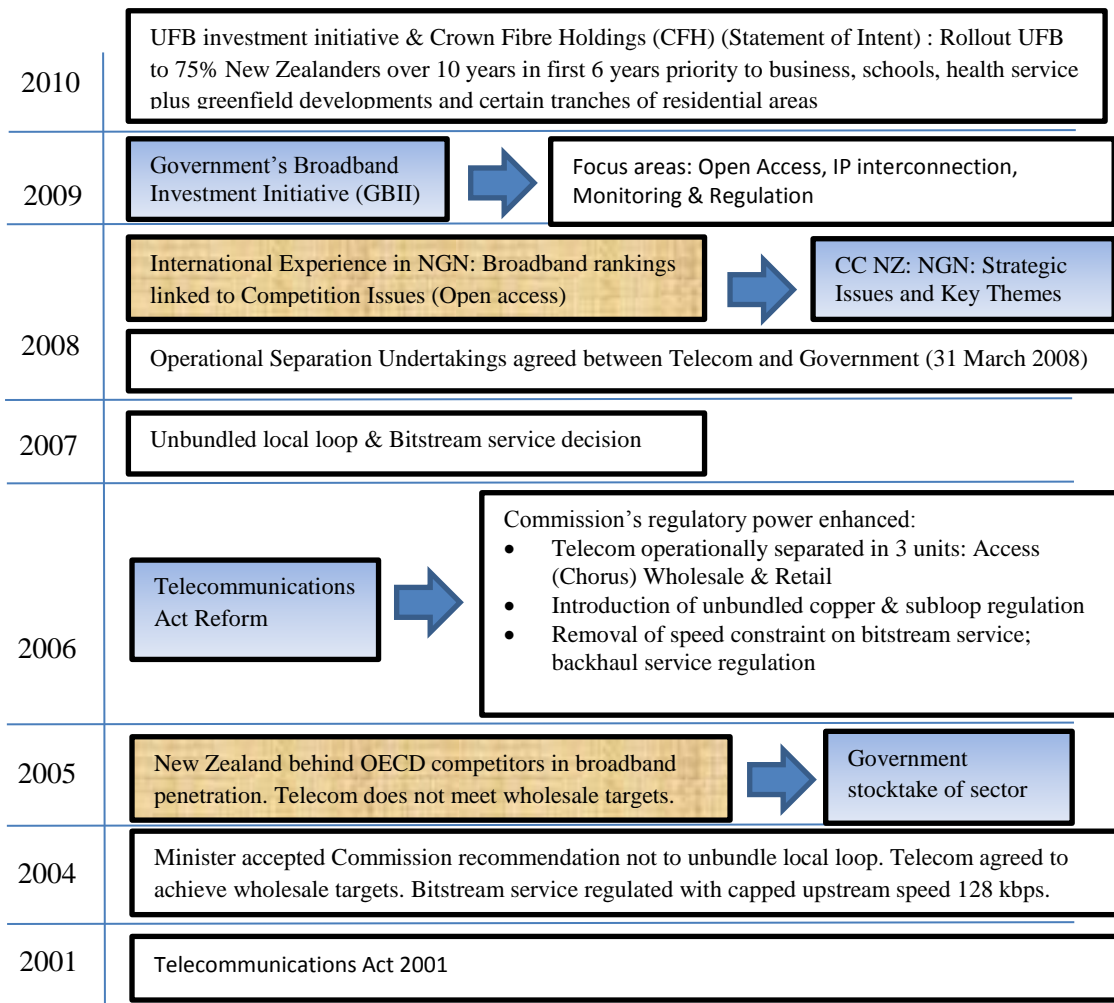 2010
UFB investment initiative & Crown Fibre Holdings (CFH) (Statement of Intent) : Rollout UFB
to 75% New Zealanders over 10 years in first 6 years priority to business, schools, health service
plus greenfield developments and certain tranches of residential areas
2009
Government’s Broadband
Investment Initiative (GBII)
Focus areas: Open Access, IP interconnection,
Monitoring & Regulation
2008
International Experience in NGN: Broadband rankings
linked to Competition Issues (Open access)
CC NZ: NGN: Strategic
Issues and Key Themes
Operational Separation Undertakings agreed between Telecom and Government (31 March 2008)
2007
Unbundled local loop & Bitstream service decision
2006
Telecommunications
Act Reform
Commission’s regulatory power enhanced:
• Telecom operationally separated in 3 units: Access
(Chorus) Wholesale & Retail
• Introduction of unbundled copper & subloop regulation
• Removal of speed constraint on bitstream service;
backhaul service regulation
2005
New Zealand behind OECD competitors in broadband
penetration. Telecom does not meet wholesale targets.
Government
stocktake of sector
2004
Minister accepted Commission recommendation not to unbundle local loop. Telecom agreed to
achieve wholesale targets. Bitstream service regulated with capped upstream speed 128 kbps.
2001
Telecommunications Act 2001